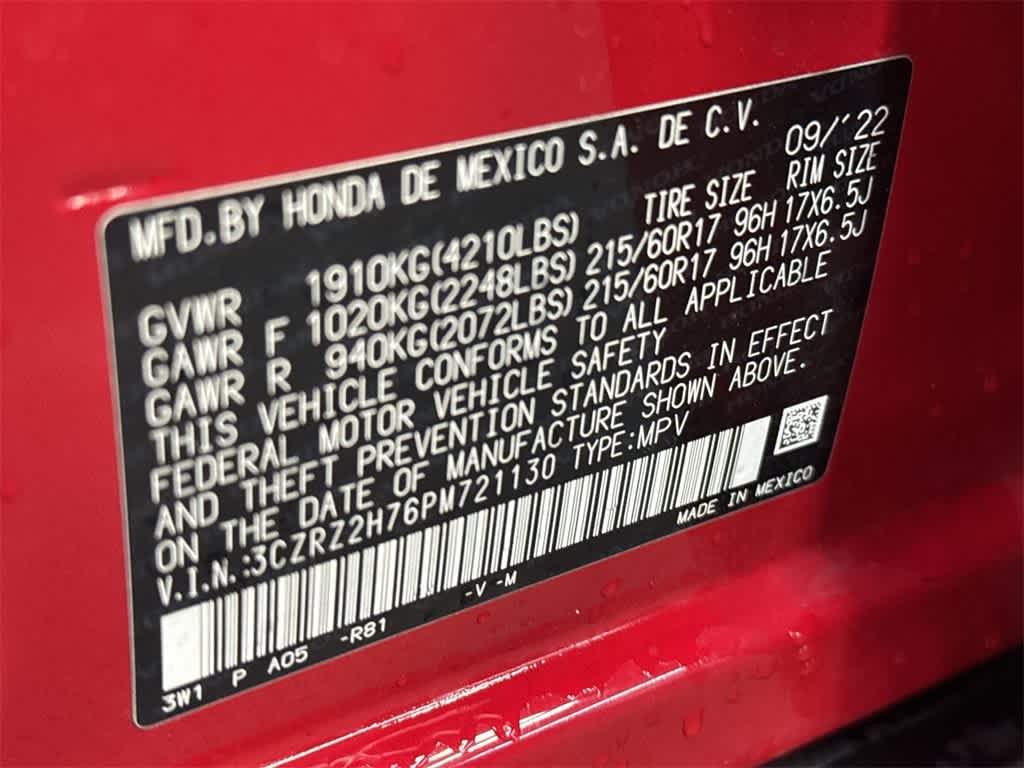 MFD.BY HONDA DE MEXICO S.A. DE C.V. 09/'22
TIRE SIZE RIM SIZE
GVWR 1910KG(4210LBS)
GAWR F 1020KG(2248LBS) 215/60R17 96H 17X6.5J
GAWR R 940KG(2072LBS) 215/60R17 96H 17X6.5J
THIS VEHICLE CONFORMS TO ALL APPLICABLE
FEDERAL MOTOR VEHICLE SAFETY
AND THEFT PREVENTION STANDARDS IN EFFECT
ON THE DATE OF MANUFACTURE SHOWN ABOVE.
V.I.N.:3CZRZ2H76PM721130 TYPE:MPV
MADE IN MEXICO
3W1 P A05 -R81 -V -M